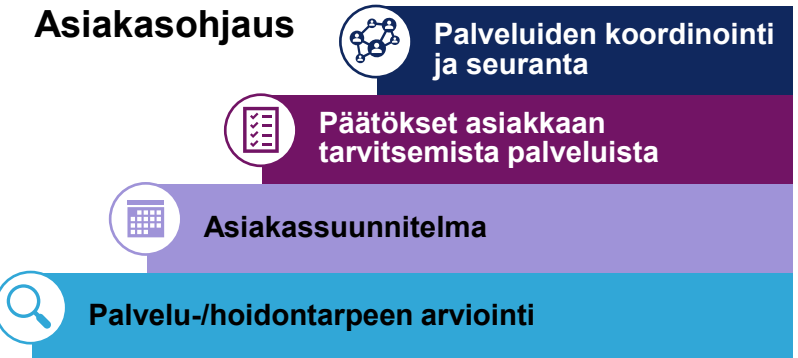 Asiakasohjaus
Palveluiden koordinointi
ja seuranta
Päätökset asiakkaan
tarvitsemista palveluista
Asiakassuunnitelma
Palvelu-/hoidontarpeen arviointi